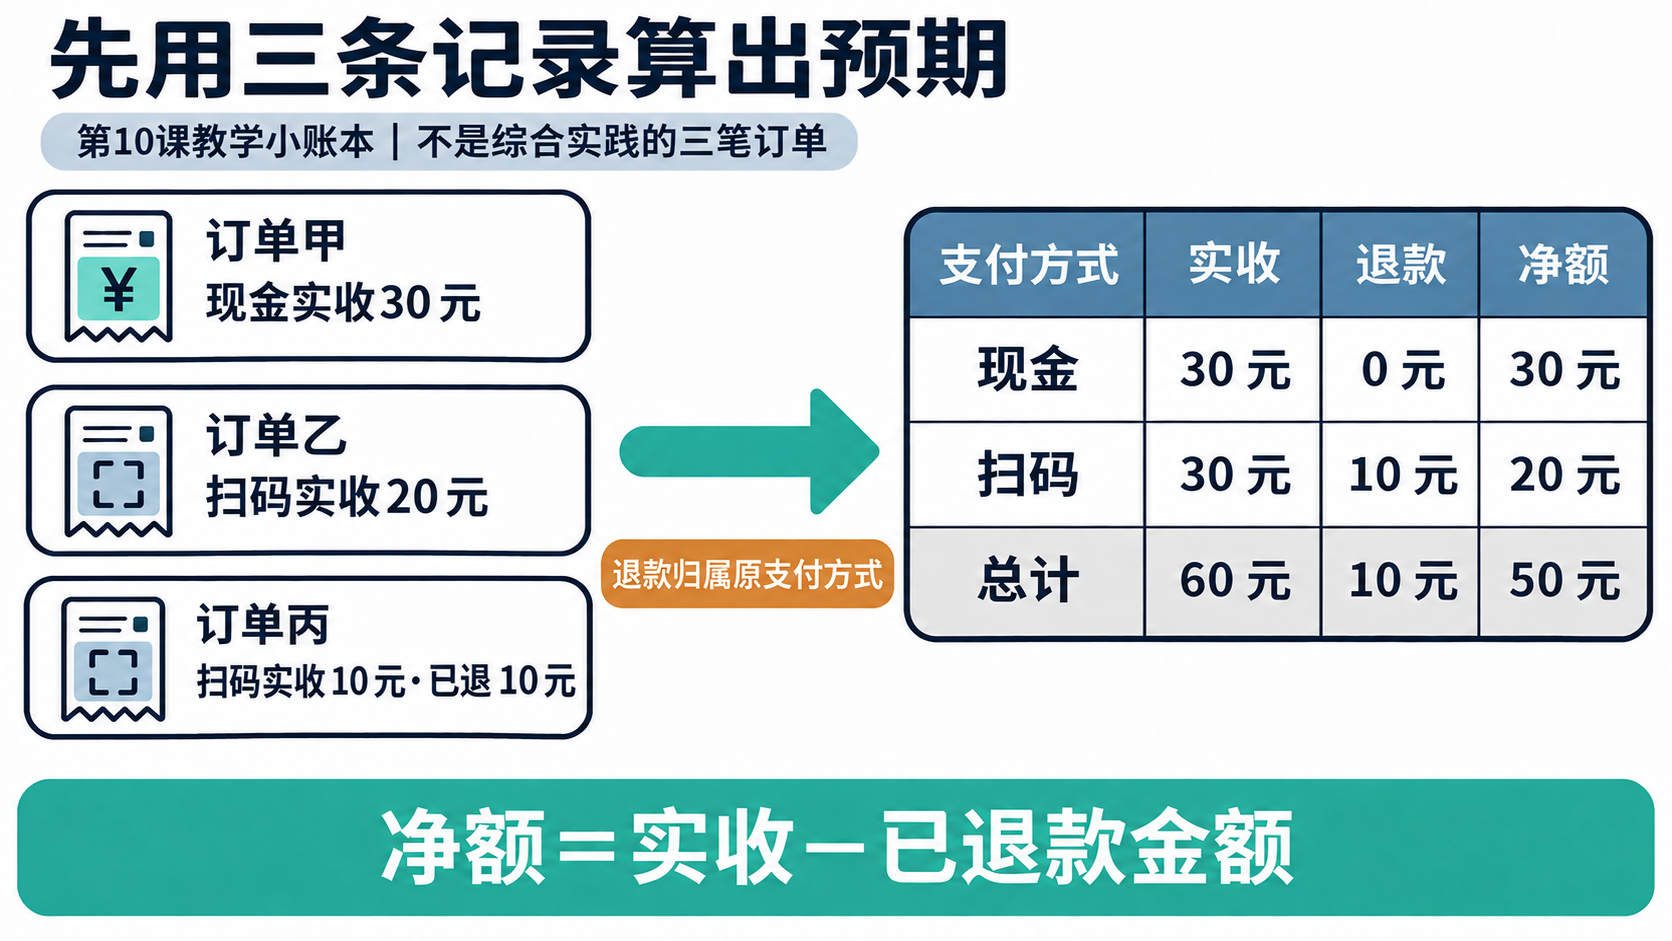 先用三条记录算出预期
第10课教学小账本｜不是综合实践的三笔订单
¥
订单甲
现金实收30元
订单乙
扫码实收20元
订单丙
扫码实收10元·已退10元
退款归属原支付方式
支付方式 实收 退款 净额
现金 30元 0元 30元
扫码 30元 10元 20元
总计 60元 10元 50元
净额＝实收－已退款金额